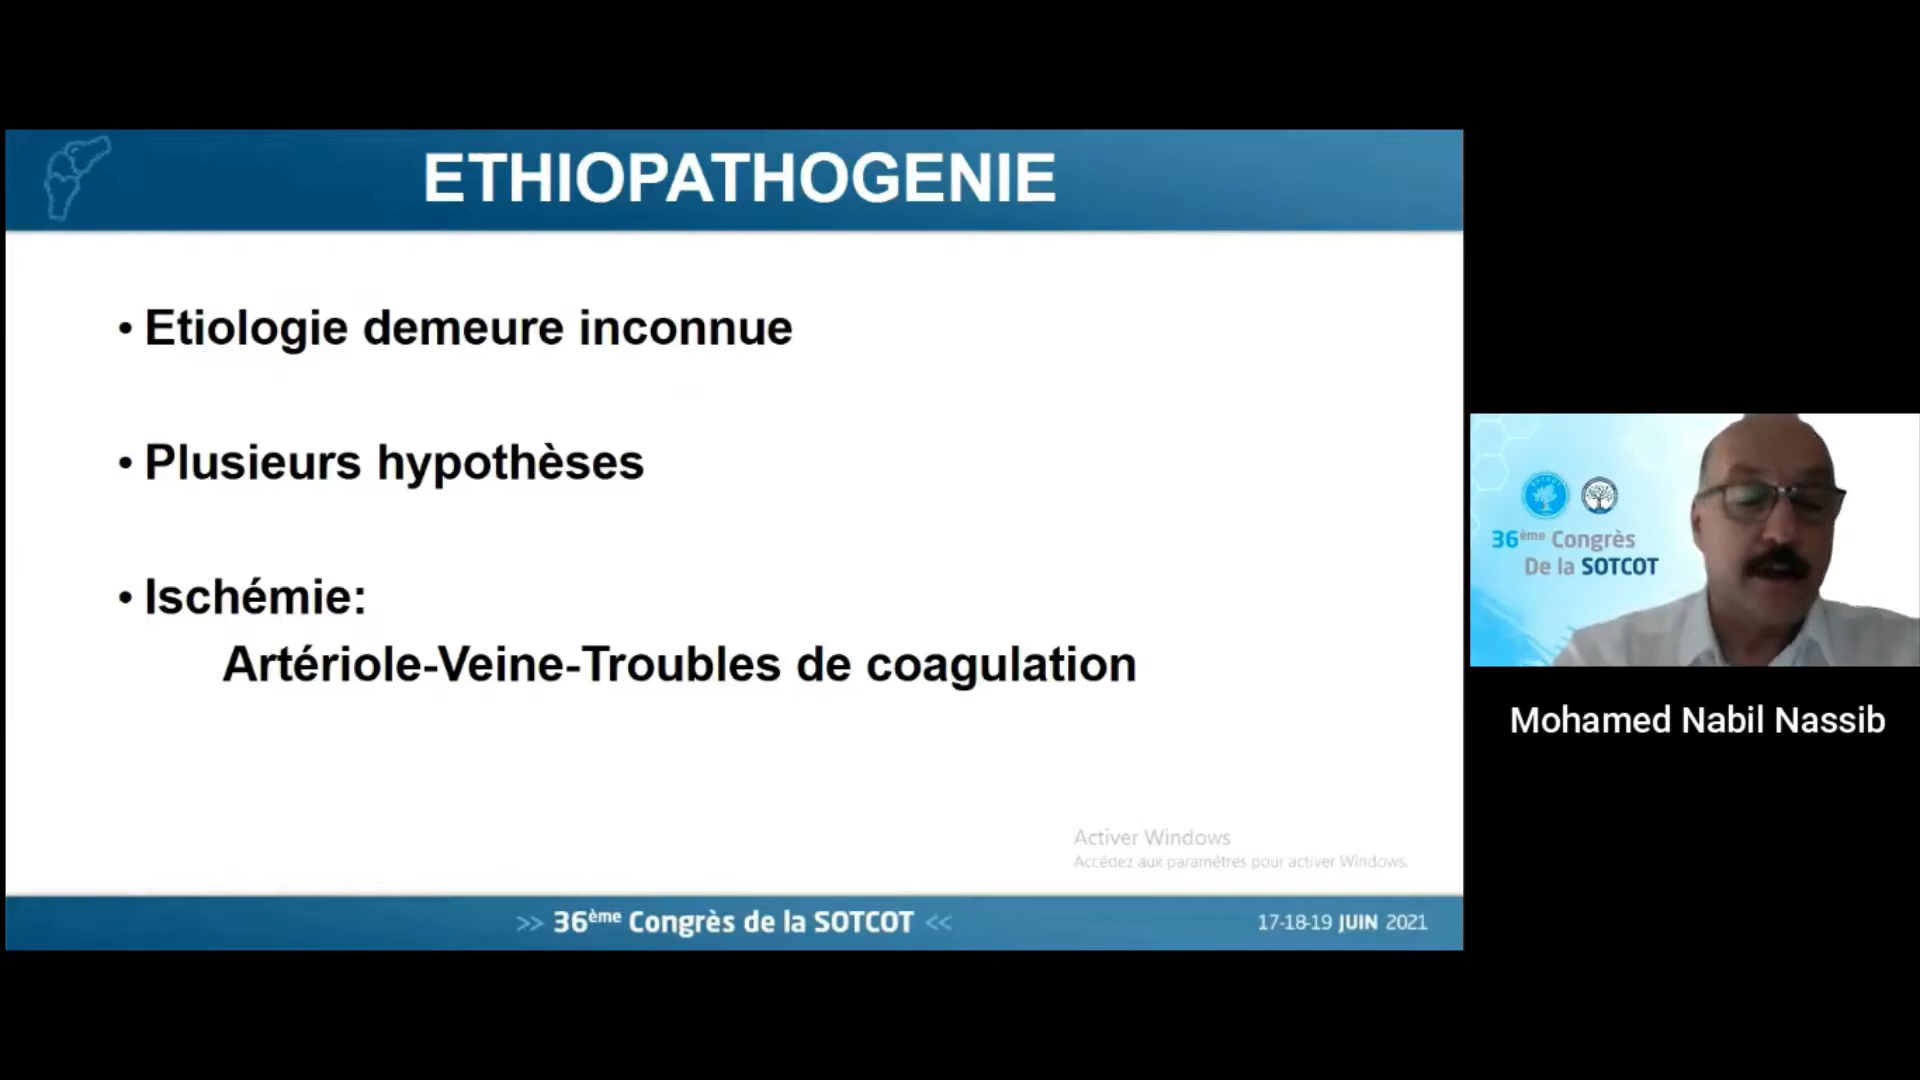 ETHIOPATHOGENIE
• Etiologie demeure inconnue
• Plusieurs hypothèses
• Ischémie:
Artériole-Veine-Troubles de coagulation
Activer Windows
Accédez aux paramètres pour activer Windows.
>> 36ème Congrès de la SOTCOT <<
17-18-19 JUIN 2021
36ème Congrès
De la SOTCOT
Mohamed Nabil Nassib